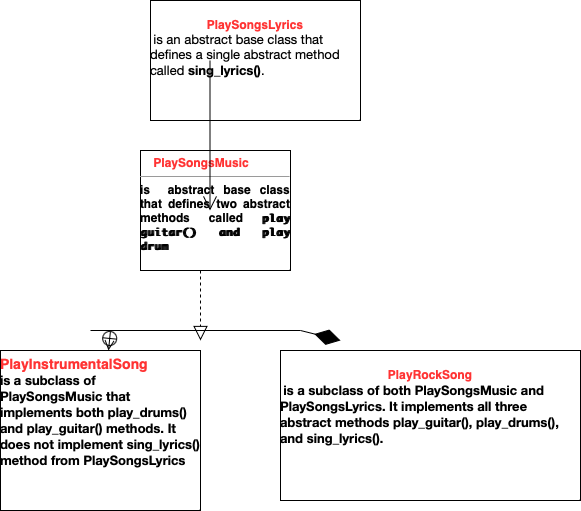 PlaySongsLyrics
is an abstract base class that
defines a single abstract method
called sing_lyrics().
PlaySongsMusic
is abstract base class
that defines two abstract
methods called play
guitar() and play
drum
PlayInstrumentalSong
is a subclass of
PlaySongsMusic that
implements both play_drums()
and play_guitar() methods. It
does not implement sing_lyrics()
method from PlaySongsLyrics
PlayRockSong
is a subclass of both PlaySongsMusic and
PlaySongsLyrics. It implements all three
abstract methods play_guitar(), play_drums(),
and sing_lyrics().